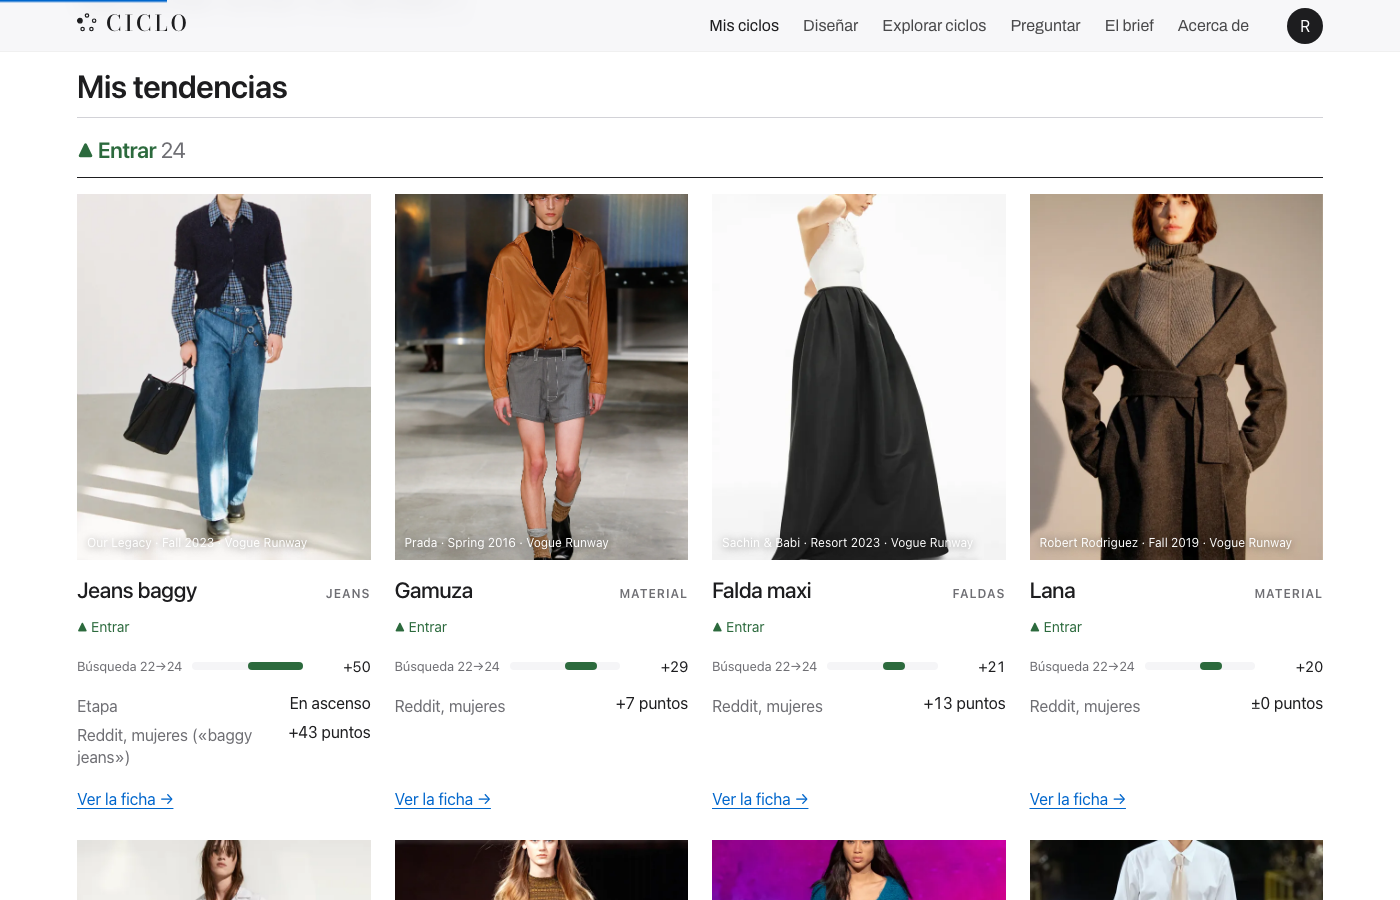 CICLO
Mis ciclos
Diseñar
Explorar ciclos
Preguntar
El brief
Acerca de
R
Mis tendencias
Entrar 24
Our Legacy · Fall 2023 · Vogue Runway
Prada · Spring 2016 · Vogue Runway
Sachin & Babi · Resort 2023 · Vogue Runway
Robert Rodriguez · Fall 2019 · Vogue Runway
Jeans baggy
JEANS
Entrar
Búsqueda 22→24
+50
Etapa
En ascenso
Reddit, mujeres («baggy
jeans»)
+43 puntos
Ver la ficha →
Gamuza
MATERIAL
Entrar
Búsqueda 22→24
+29
Reddit, mujeres
+7 puntos
Ver la ficha →
Falda maxi
FALDAS
Entrar
Búsqueda 22→24
+21
Reddit, mujeres
+13 puntos
Ver la ficha →
Lana
MATERIAL
Entrar
Búsqueda 22→24
+20
Reddit, mujeres
±0 puntos
Ver la ficha →